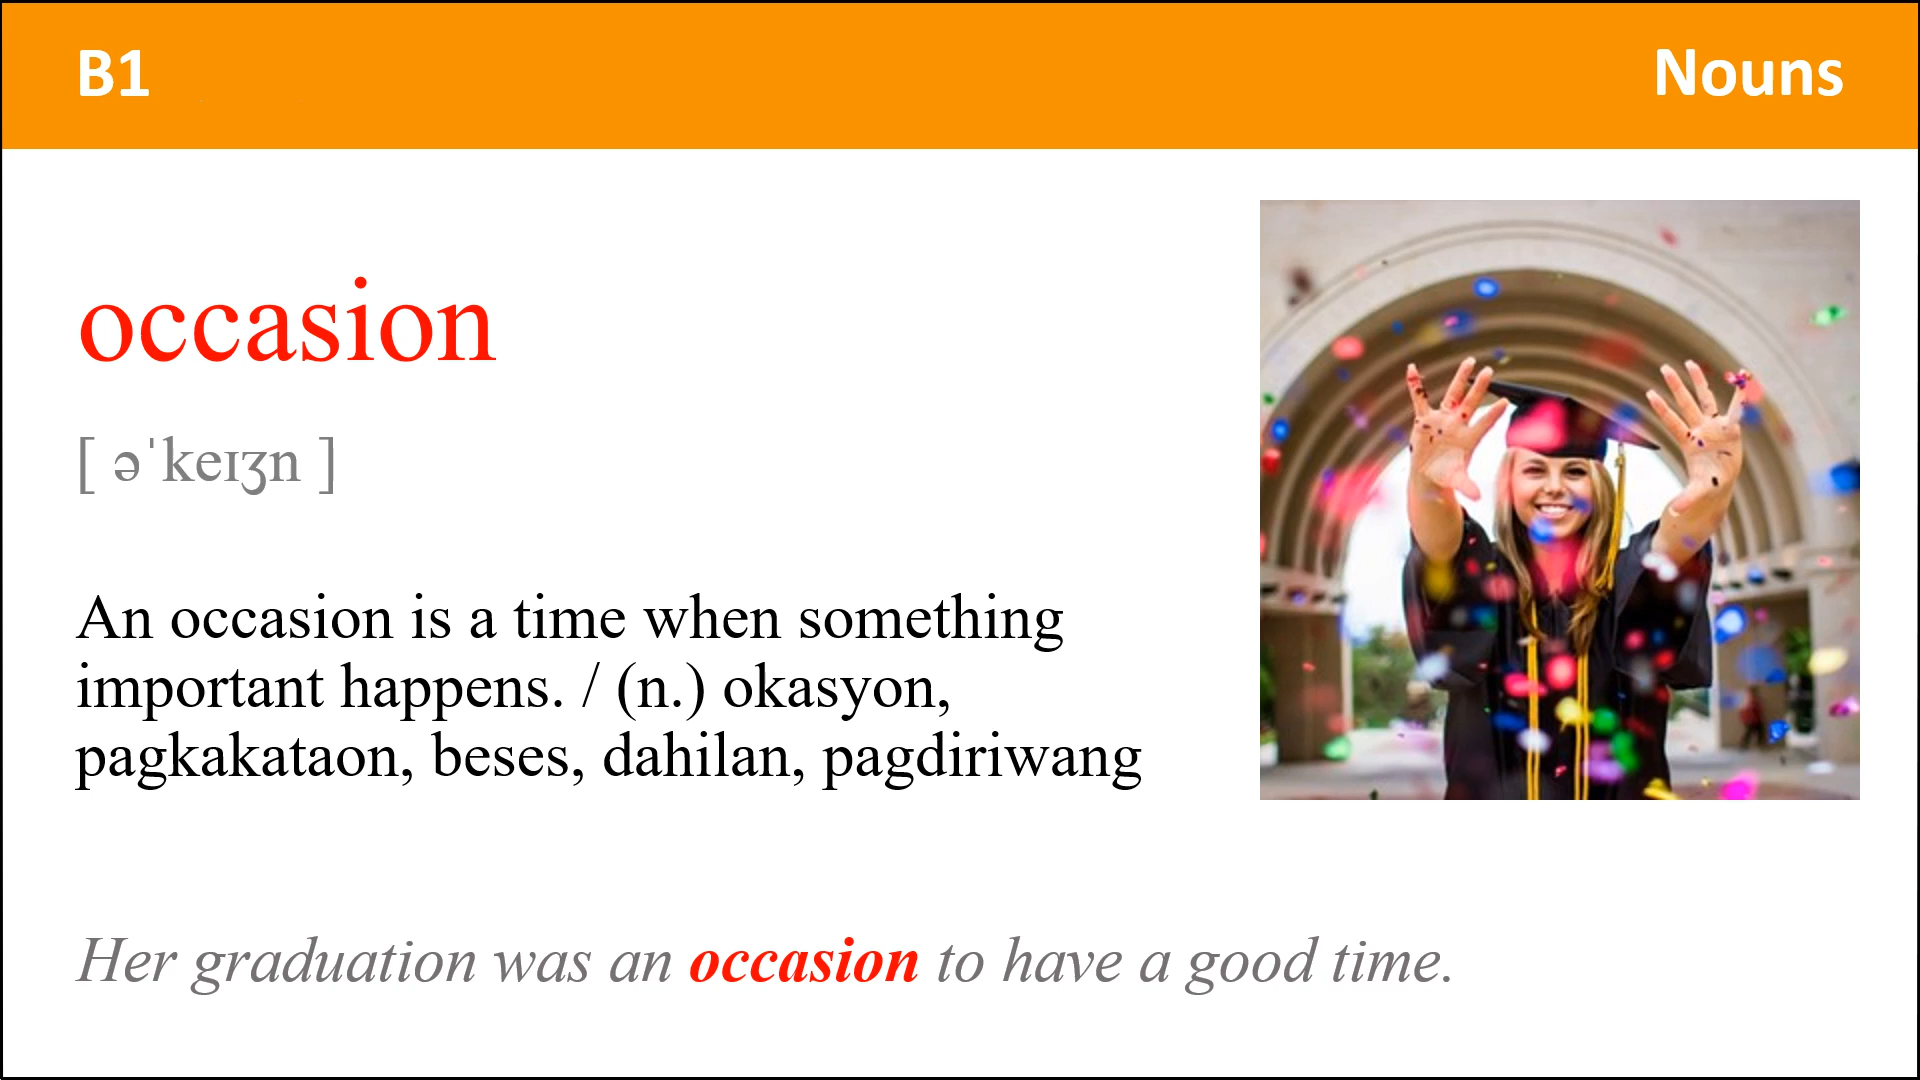 B1
Nouns
occasion
[ əˈkeɪʒn ]
An occasion is a time when something
important happens. / (n.) okasyon,
pagkakataon, beses, dahilan, pagdiriwang
Her graduation was an occasion to have a good time.